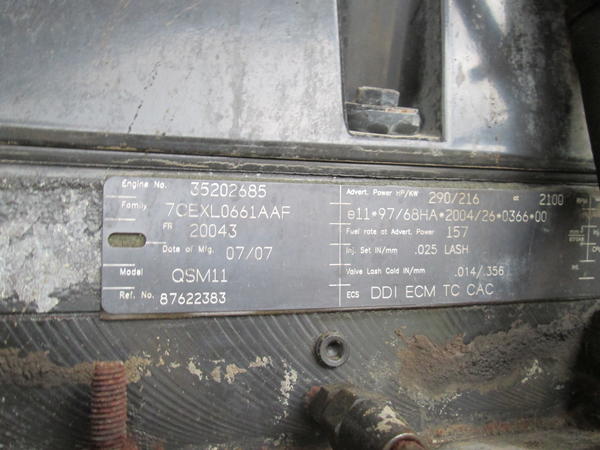 Engine No. 35202685
Family 7CEXL0661AAF
FR 20043
Date of Mfg. 07/07
Model QSM11
Ref. No. 87622383
Advert. Power HP/KW 290/216 at 2100
e11*97/68HA*2004/26*0366*00
Fuel rate at Advert. Power 157
Inj. Set IN/mm .025 LASH
Valve Lash Cold IN/mm .014/.356
ECS DDI ECM TC CAC